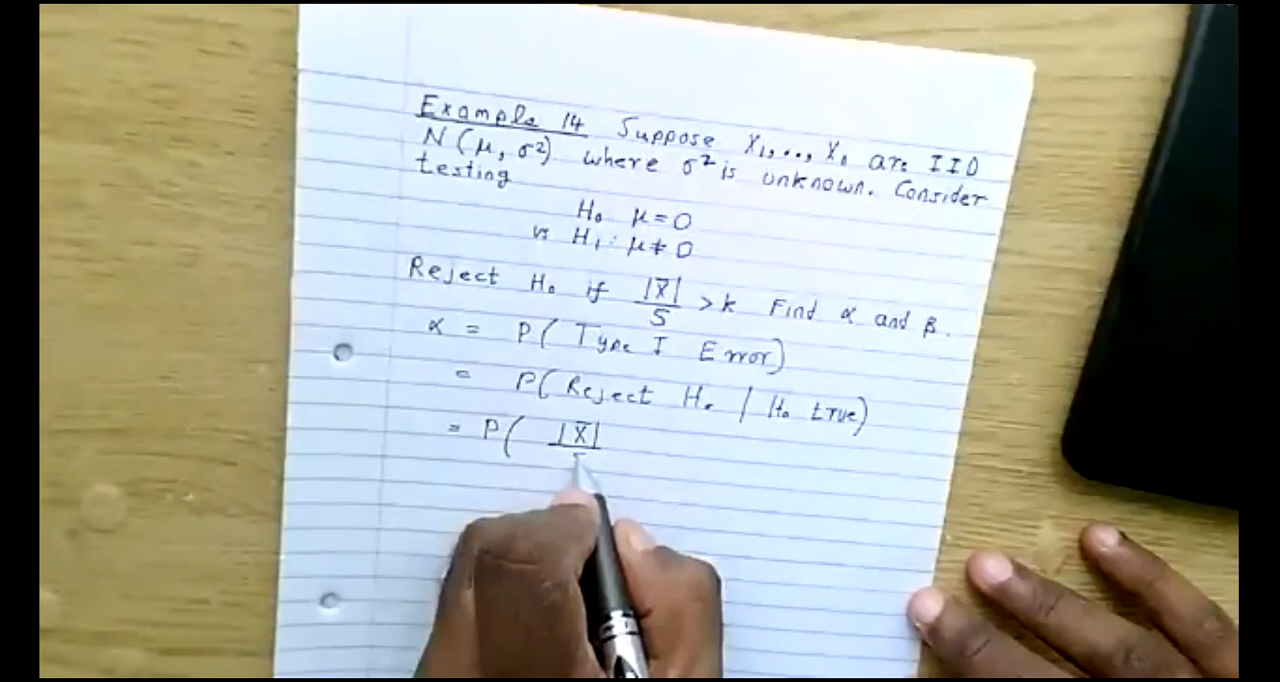 Example 14 Suppose X₁,..., Xₙ are IID
N(μ, σ²) where σ² is unknown. Consider
testing
H₀ μ = 0
vs H₁: μ ≠ 0
Reject H₀ if |X̄|/S > k Find α and β.
α = P( Type I Error)
= P( Reject H₀ / H₀ true)
= P( |X̄|